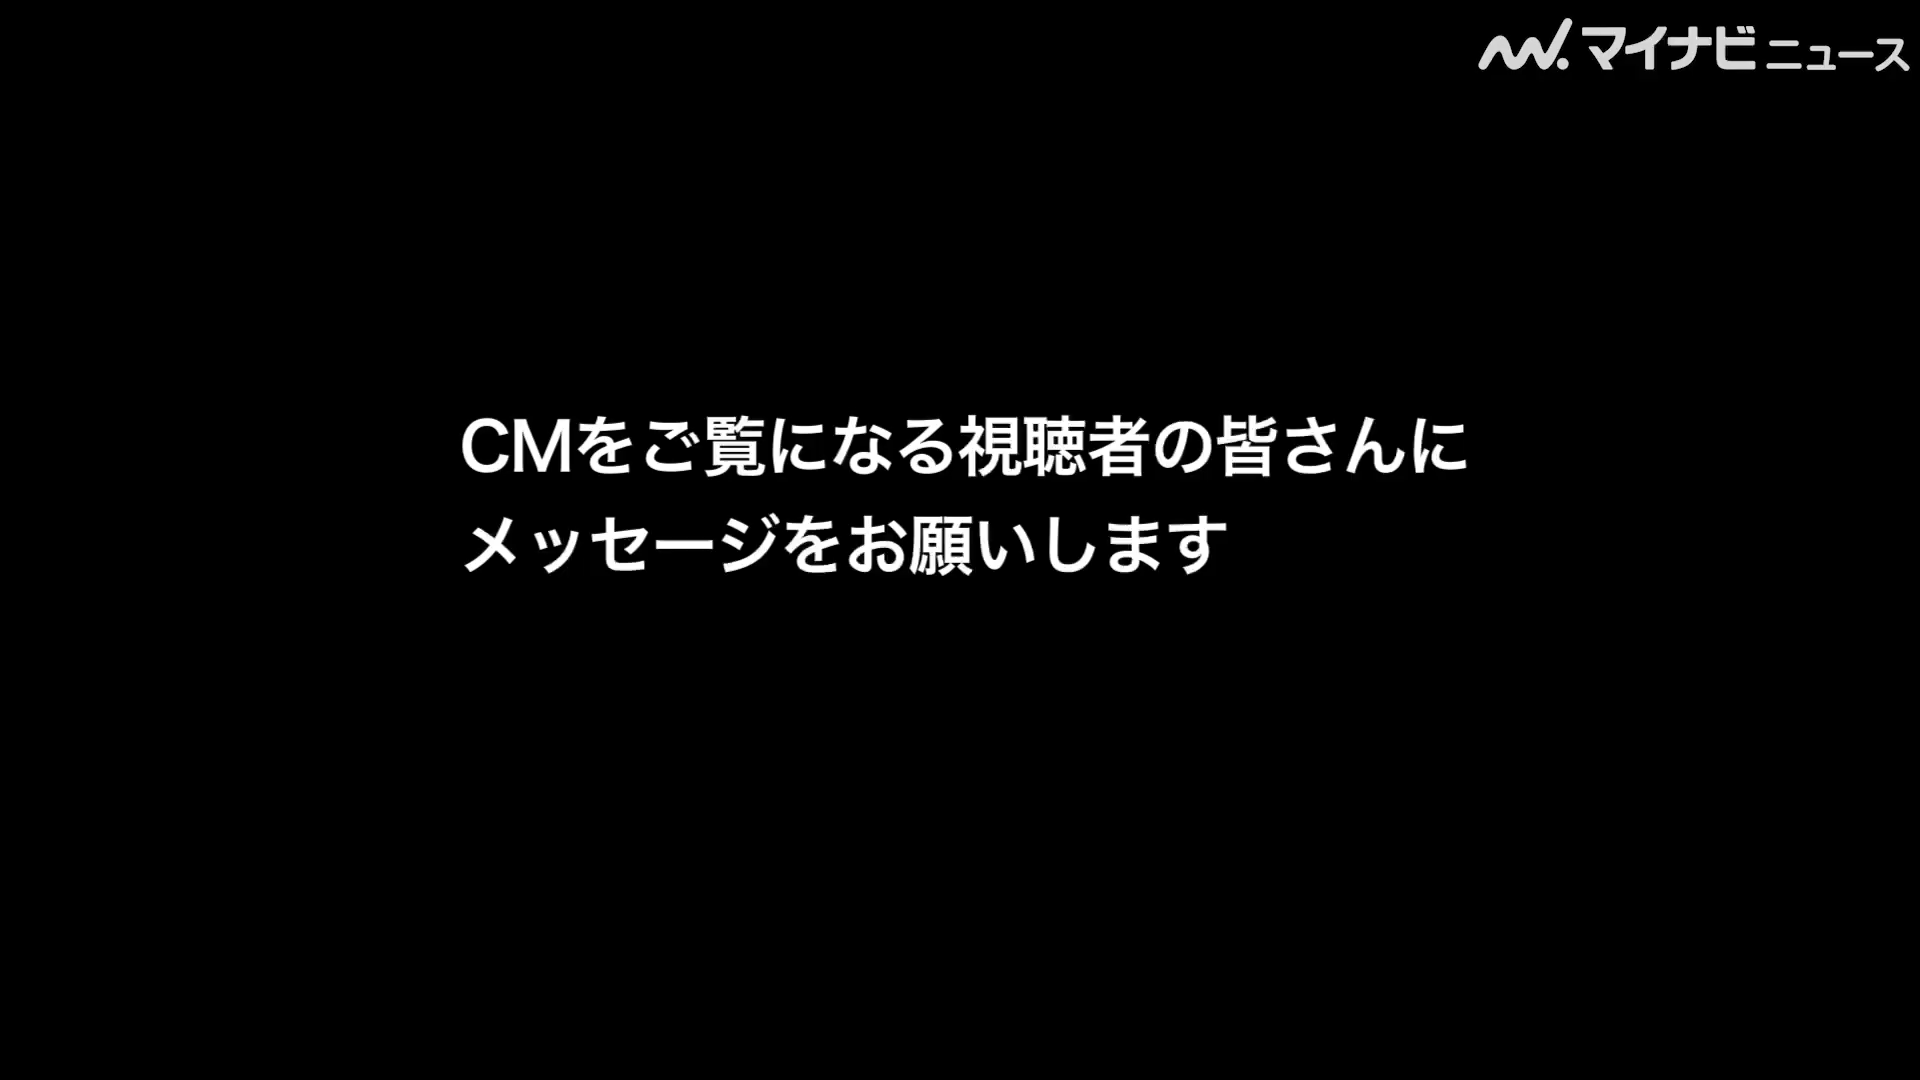 マイナビニュース
CMをご覧になる視聴者の皆さんに
メッセージをお願いします